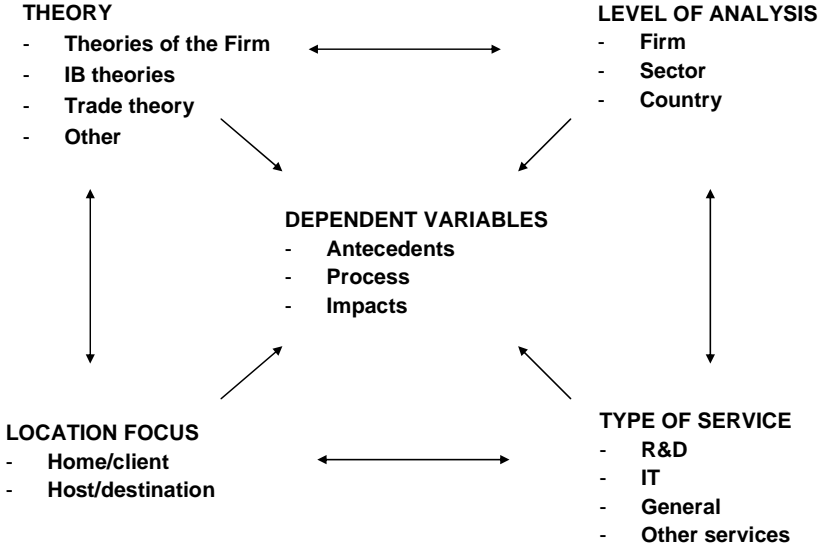 THEORY
- Theories of the Firm
- IB theories
- Trade theory
- Other
LEVEL OF ANALYSIS
- Firm
- Sector
- Country
DEPENDENT VARIABLES
- Antecedents
- Process
- Impacts
LOCATION FOCUS
- Home/client
- Host/destination
TYPE OF SERVICE
- R&D
- IT
- General
- Other services